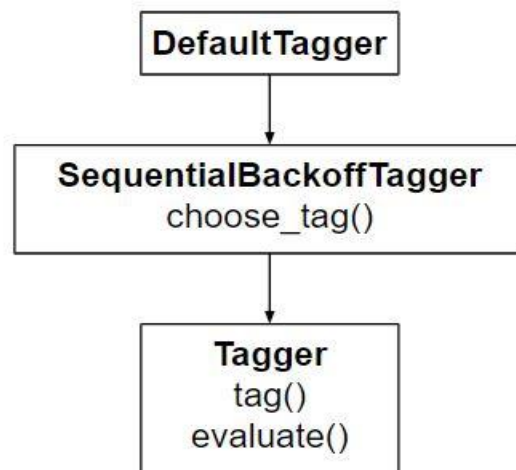 DefaultTagger
SequentialBackoffTagger
choose_tag()
Tagger
tag()
evaluate()